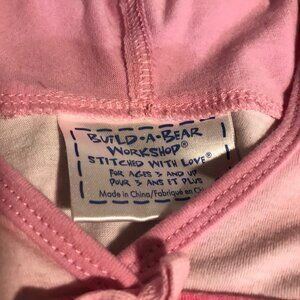 BUILD-A-BEAR
WORKSHOP®
STITCHED WITH LOVE®
FOR AGES 3 AND UP
POUR 3 ANS ET PLUS
Made in China/Fabriqué en